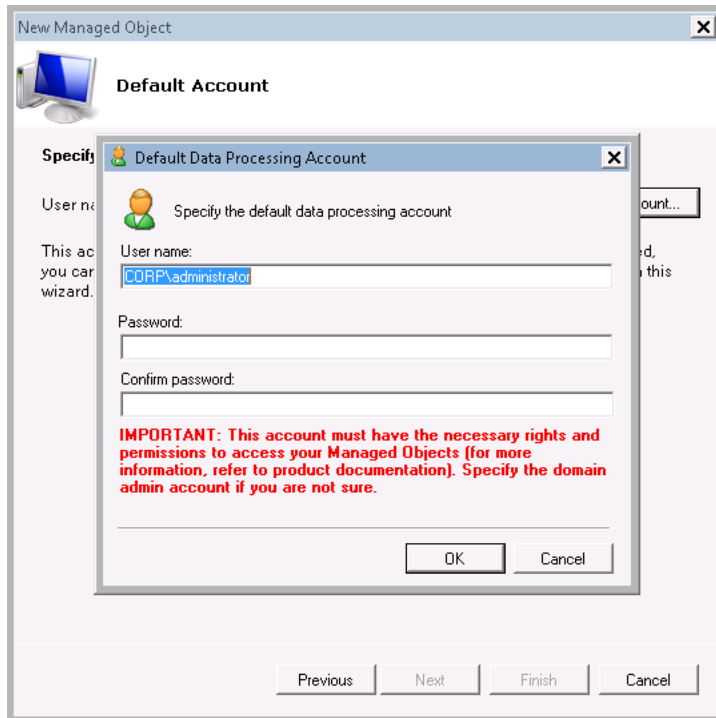 New Managed Object
Default Account
Default Data Processing Account
Specify the default data processing account
User name:
CORP\administrator
Password:
Confirm password:
IMPORTANT: This account must have the necessary rights and
permissions to access your Managed Objects (for more
information, refer to product documentation). Specify the domain
admin account if you are not sure.
OK Cancel
Specify
User na
ount...
This ac
ed,
you can
this
wizard.
Previous Next Finish Cancel